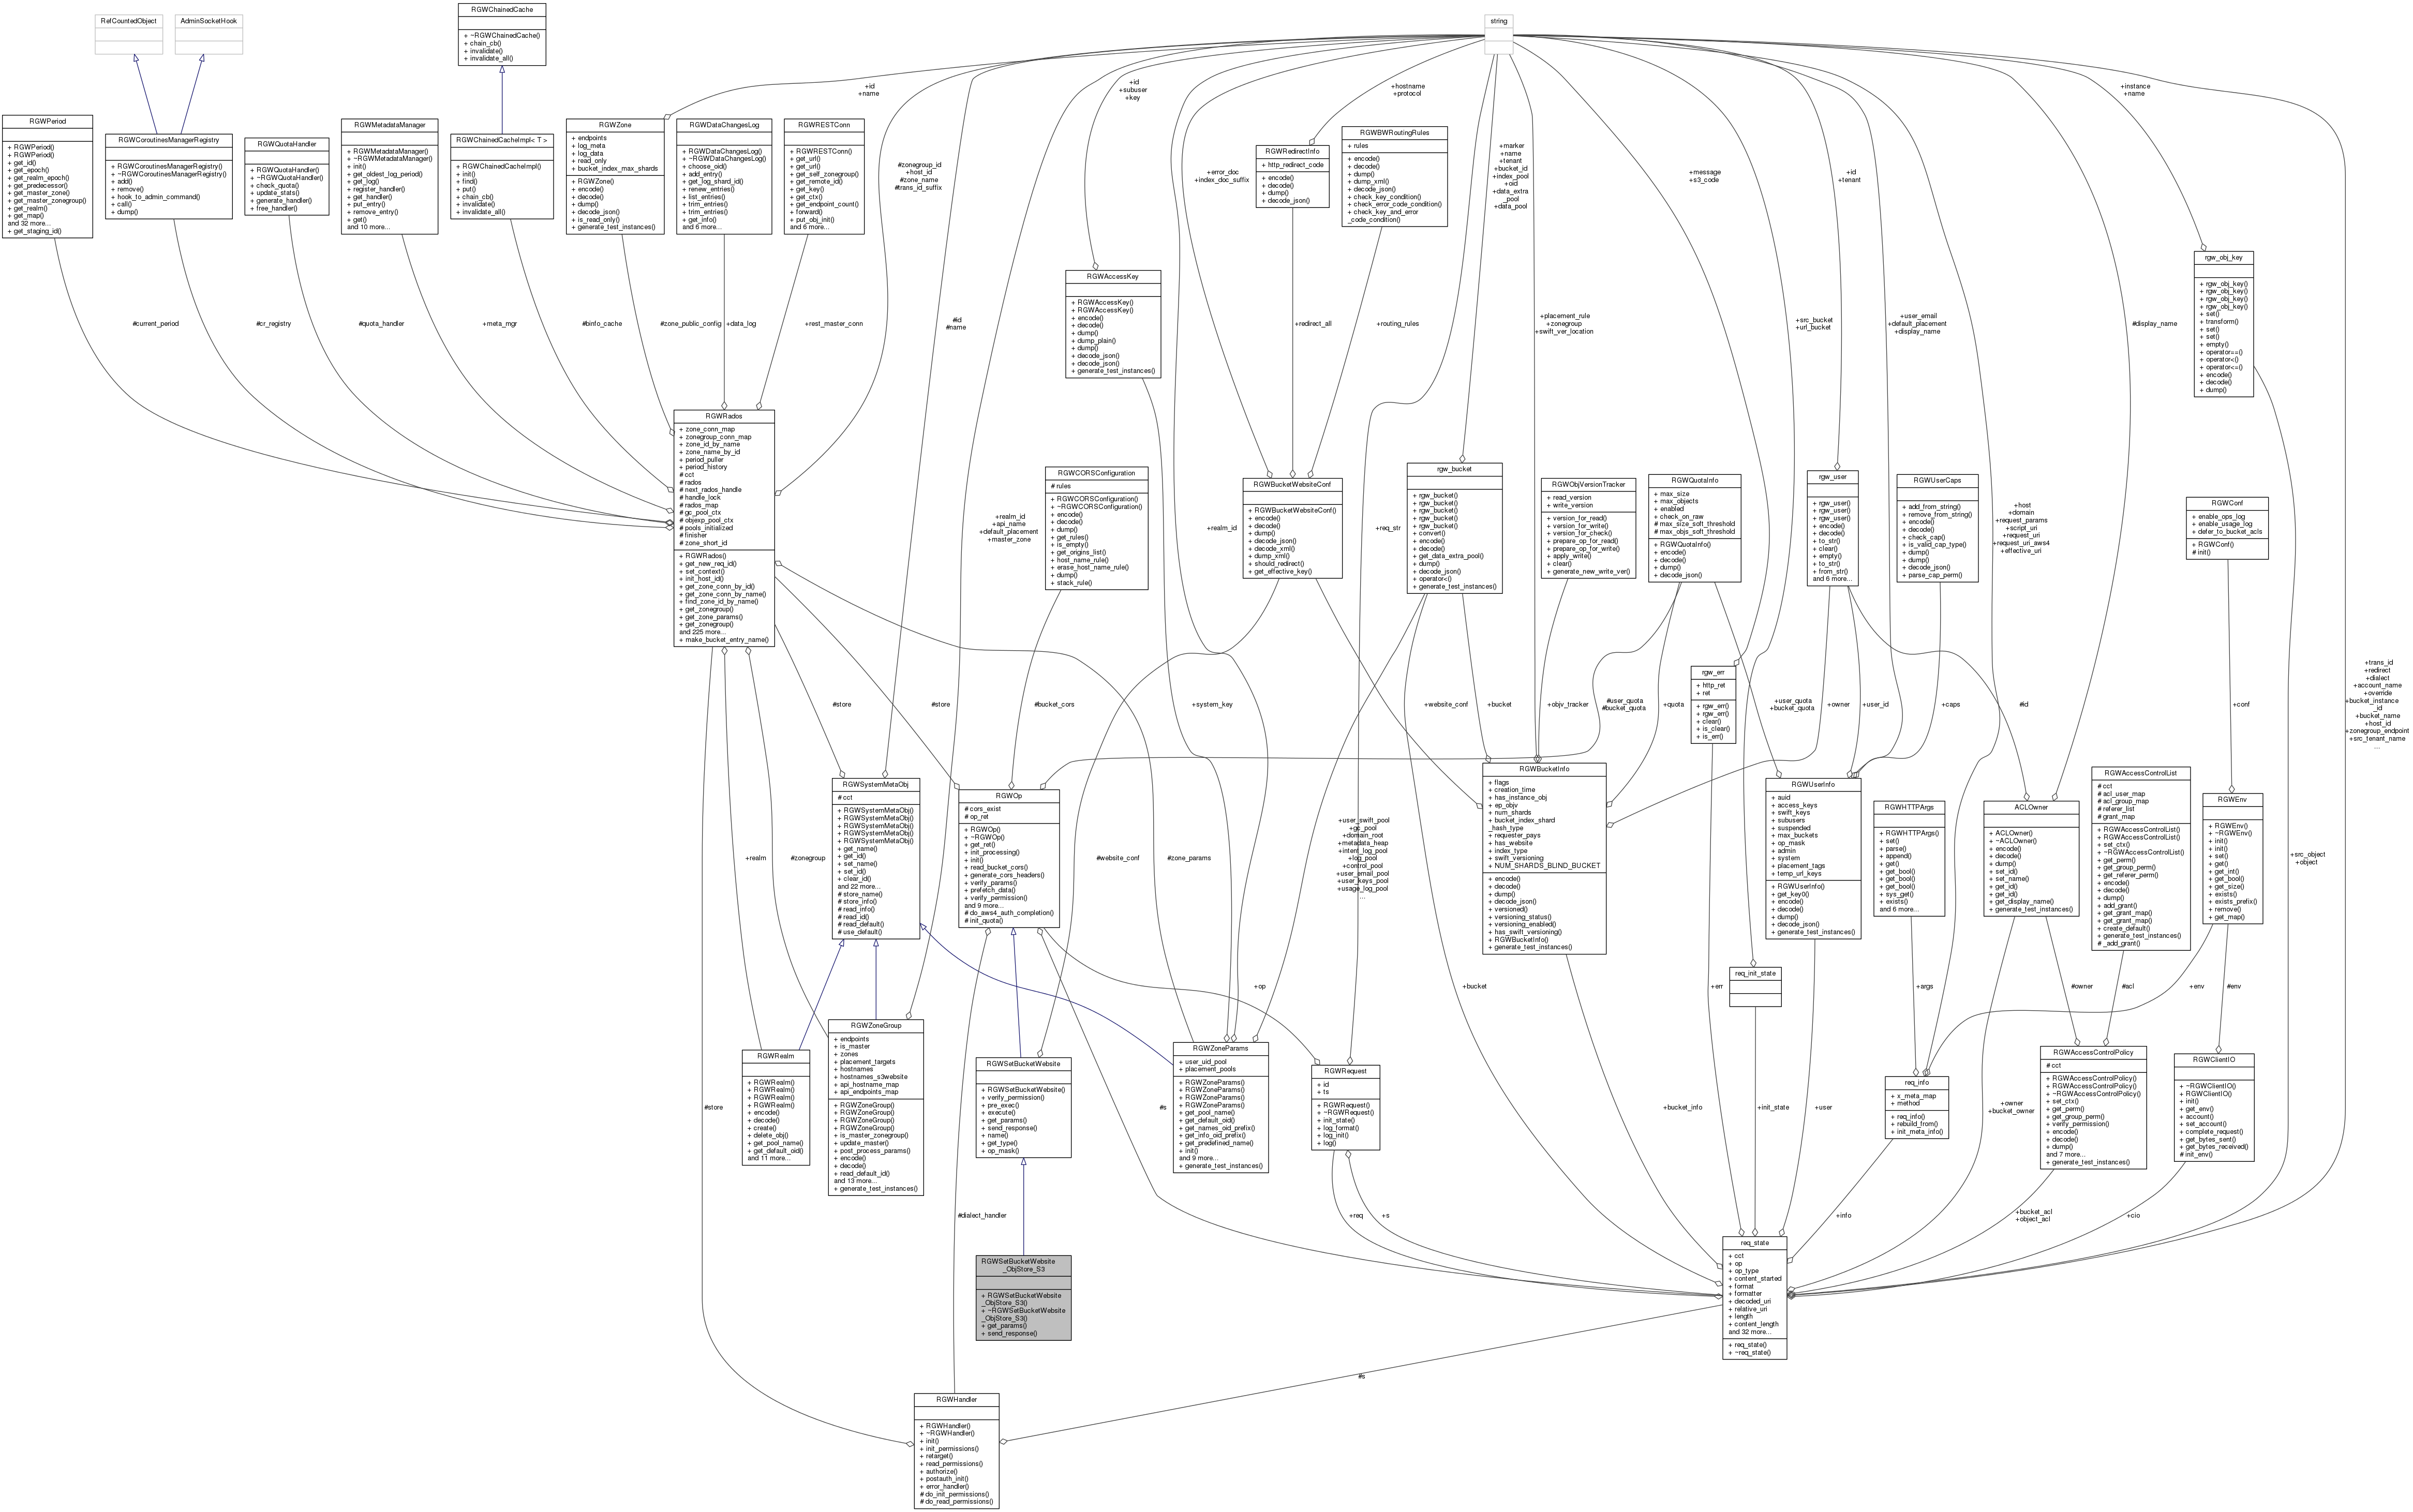 RefCountedObject
AdminSocketHook
RGWChainedCache
+ ~RGWChainedCache()
+ chain_cb()
+ invalidate()
+ invalidate_all()
string
RGWPeriod
+ RGWPeriod()
+ RGWPeriod()
+ get_id()
+ get_epoch()
+ get_realm_epoch()
+ get_predecessor()
+ get_master_zone()
+ get_master_zonegroup()
+ get_realm()
+ get_map()
and 32 more...
+ get_staging_id()
RGWCoroutinesManagerRegistry
+ RGWCoroutinesManagerRegistry()
+ ~RGWCoroutinesManagerRegistry()
+ add()
+ remove()
+ hook_to_admin_command()
+ call()
+ dump()
RGWQuotaHandler
+ RGWQuotaHandler()
+ ~RGWQuotaHandler()
+ check_quota()
+ update_stats()
+ generate_handler()
+ free_handler()
RGWMetadataManager
+ RGWMetadataManager()
+ ~RGWMetadataManager()
+ init()
+ get_oldest_log_period()
+ get_log()
+ register_handler()
+ get_handler()
+ put_entry()
+ remove_entry()
+ get()
and 10 more...
RGWChainedCacheImpl< T >
+ RGWChainedCacheImpl()
+ init()
+ find()
+ put()
+ chain_cb()
+ invalidate()
+ invalidate_all()
RGWZone
+ endpoints
+ log_meta
+ log_data
+ read_only
+ bucket_index_max_shards
+ RGWZone()
+ encode()
+ decode()
+ dump()
+ decode_json()
+ is_read_only()
+ generate_test_instances()
RGWDataChangesLog
+ RGWDataChangesLog()
+ ~RGWDataChangesLog()
+ choose_oid()
+ add_entry()
+ get_log_shard_id()
+ renew_entries()
+ list_entries()
+ trim_entries()
+ trim_entries()
+ get_info()
and 6 more...
RGWRESTConn
+ RGWRESTConn()
+ get_url()
+ get_url()
+ get_self_zonegroup()
+ get_remote_id()
+ get_key()
+ get_ctx()
+ get_endpoint_count()
+ forward()
+ put_obj_init()
and 6 more...
+id
+name
#zonegroup_id
+host_id
#zone_name
#trans_id_suffix
+id
+subuser
+key
+error_doc
+index_doc_suffix
+hostname
+protocol
RGWRedirectInfo
+ http_redirect_code
+ encode()
+ decode()
+ dump()
+ decode_json()
RGWBWRoutingRules
+ rules
+ encode()
+ decode()
+ dump()
+ dump_xml()
+ decode_json()
+ check_key_condition()
+ check_error_code_condition()
+ check_key_and_error
_code_condition()
+marker
+name
+tenant
+bucket_id
+index_pool
+oid
+data_extra
_pool
+data_pool
+message
+s3_code
+id
+tenant
+instance
+name
rgw_obj_key
+ rgw_obj_key()
+ rgw_obj_key()
+ rgw_obj_key()
+ rgw_obj_key()
+ set()
+ transform()
+ set()
+ set()
+ empty()
+ operator==()
+ operator<()
+ operator<=()
+ encode()
+ decode()
+ dump()
RGWAccessKey
+ RGWAccessKey()
+ RGWAccessKey()
+ encode()
+ decode()
+ dump()
+ dump_plain()
+ dump()
+ decode_json()
+ decode_json()
+ generate_test_instances()
#current_period
#cr_registry
#quota_handler
+meta_mgr
#binfo_cache
#zone_public_config
+data_log
+rest_master_conn
#id
#name
+redirect_all
+routing_rules
+placement_rule
+zonegroup
+swift_ver_location
+src_bucket
+url_bucket
+user_email
+default_placement
+display_name
#display_name
RGWRados
+ zone_conn_map
+ zonegroup_conn_map
+ zone_id_by_name
+ zone_name_by_id
+ period_puller
+ period_history
# cct
# rados
# next_rados_handle
# handle_lock
# rados_map
# gc_pool_ctx
# objexp_pool_ctx
# pools_initialized
# finisher
# zone_short_id
+ RGWRados()
+ get_new_req_id()
+ set_context()
+ init_host_id()
+ get_zone_conn_by_id()
+ get_zone_conn_by_name()
+ find_zone_id_by_name()
+ get_zonegroup()
+ get_zone_params()
+ get_zonegroup()
and 225 more...
+ make_bucket_entry_name()
+realm_id
+api_name
+default_placement
+master_zone
RGWCORSConfiguration
# rules
+ RGWCORSConfiguration()
+ ~RGWCORSConfiguration()
+ encode()
+ decode()
+ dump()
+ get_rules()
+ is_empty()
+ get_origins_list()
+ host_name_rule()
+ erase_host_name_rule()
+ dump()
+ stack_rule()
+realm_id
RGWBucketWebsiteConf
+ RGWBucketWebsiteConf()
+ encode()
+ decode()
+ dump()
+ decode_json()
+ decode_xml()
+ dump_xml()
+ should_redirect()
+ get_effective_key()
+req_str
rgw_bucket
+ rgw_bucket()
+ rgw_bucket()
+ rgw_bucket()
+ rgw_bucket()
+ rgw_bucket()
+ convert()
+ encode()
+ decode()
+ get_data_extra_pool()
+ dump()
+ decode_json()
+ operator<()
+ generate_test_instances()
RGWObjVersionTracker
+ read_version
+ write_version
+ version_for_read()
+ version_for_write()
+ version_for_check()
+ prepare_op_for_read()
+ prepare_op_for_write()
+ apply_write()
+ clear()
+ generate_new_write_ver()
RGWQuotaInfo
+ max_size
+ max_objects
+ enabled
+ check_on_raw
# max_size_soft_threshold
# max_objs_soft_threshold
+ RGWQuotaInfo()
+ encode()
+ decode()
+ dump()
+ decode_json()
rgw_user
+ rgw_user()
+ rgw_user()
+ rgw_user()
+ encode()
+ decode()
+ to_str()
+ clear()
+ empty()
+ to_str()
+ from_str()
and 6 more...
RGWUserCaps
+ add_from_string()
+ remove_from_string()
+ encode()
+ decode()
+ check_cap()
+ is_valid_cap_type()
+ dump()
+ dump()
+ decode_json()
+ parse_cap_perm()
+host
+domain
+request_params
+script_uri
+request_uri
+request_uri_aws4
+effective_uri
RGWConf
+ enable_ops_log
+ enable_usage_log
+ defer_to_bucket_acls
+ RGWConf()
# init()
#store
#store
#bucket_cors
+system_key
#user_quota
#bucket_quota
+website_conf
+bucket
+objv_tracker
+quota
rgw_err
+ http_ret
+ ret
+ rgw_err()
+ rgw_err()
+ clear()
+ is_clear()
+ is_err()
+user_quota
+bucket_quota
+owner
+user_id
+caps
#id
+conf
+trans_id
+redirect
+dialect
+account_name
+override
+bucket_instance
_id
+bucket_name
+host_id
+zonegroup_endpoint
+src_tenant_name
...
RGWSystemMetaObj
# cct
+ RGWSystemMetaObj()
+ RGWSystemMetaObj()
+ RGWSystemMetaObj()
+ RGWSystemMetaObj()
+ RGWSystemMetaObj()
+ get_name()
+ get_id()
+ set_name()
+ set_id()
+ clear_id()
and 22 more...
# store_name()
# store_info()
# read_info()
# read_id()
# read_default()
# use_default()
RGWOp
# cors_exist
# op_ret
+ RGWOp()
+ ~RGWOp()
+ get_ret()
+ init_processing()
+ init()
+ read_bucket_cors()
+ generate_cors_headers()
+ verify_params()
+ prefetch_data()
+ verify_permission()
and 9 more...
# do_aws4_auth_completion()
# init_quota()
+realm
#zonegroup
#website_conf
#zone_params
+user_swift_pool
+gc_pool
+domain_root
+metadata_heap
+intent_log_pool
+log_pool
+control_pool
+user_email_pool
+user_keys_pool
+usage_log_pool
...
RGWBucketInfo
+ flags
+ creation_time
+ has_instance_obj
+ ep_objv
+ num_shards
+ bucket_index_shard
_hash_type
+ requester_pays
+ has_website
+ index_type
+ swift_versioning
+ NUM_SHARDS_BLIND_BUCKET
+ encode()
+ decode()
+ dump()
+ decode_json()
+ versioned()
+ versioning_status()
+ versioning_enabled()
+ has_swift_versioning()
+ RGWBucketInfo()
+ generate_test_instances()
RGWUserInfo
+ auid
+ access_keys
+ swift_keys
+ subusers
+ suspended
+ max_buckets
+ op_mask
+ admin
+ system
+ placement_tags
+ temp_url_keys
+ RGWUserInfo()
+ get_key0()
+ encode()
+ decode()
+ dump()
+ decode_json()
+ generate_test_instances()
RGWHTTPArgs
+ RGWHTTPArgs()
+ set()
+ parse()
+ append()
+ get()
+ get_bool()
+ get_bool()
+ get_bool()
+ sys_get()
+ exists()
and 6 more...
ACLOwner
+ ACLOwner()
+ ~ACLOwner()
+ encode()
+ decode()
+ dump()
+ set_id()
+ set_name()
+ get_id()
+ get_id()
+ get_display_name()
+ generate_test_instances()
RGWAccessControlList
# cct
# acl_user_map
# acl_group_map
# referer_list
# grant_map
+ RGWAccessControlList()
+ RGWAccessControlList()
+ set_ctx()
+ ~RGWAccessControlList()
+ get_perm()
+ get_group_perm()
+ get_referer_perm()
+ encode()
+ decode()
+ dump()
+ add_grant()
+ get_grant_map()
+ get_grant_map()
+ create_default()
+ generate_test_instances()
# _add_grant()
RGWEnv
+ RGWEnv()
+ ~RGWEnv()
+ init()
+ init()
+ set()
+ get()
+ get_int()
+ get_bool()
+ get_size()
+ exists()
+ exists_prefix()
+ remove()
+ get_map()
+src_object
+object
+op
+bucket
+err
req_init_state
+args
#owner
#acl
+env
#env
RGWRealm
+ RGWRealm()
+ RGWRealm()
+ RGWRealm()
+ RGWRealm()
+ encode()
+ decode()
+ create()
+ delete_obj()
+ get_pool_name()
+ get_default_oid()
and 11 more...
RGWZoneGroup
+ endpoints
+ is_master
+ zones
+ placement_targets
+ hostnames
+ hostnames_s3website
+ api_hostname_map
+ api_endpoints_map
+ RGWZoneGroup()
+ RGWZoneGroup()
+ RGWZoneGroup()
+ RGWZoneGroup()
+ is_master_zonegroup()
+ update_master()
+ post_process_params()
+ encode()
+ decode()
+ read_default_id()
and 13 more...
+ generate_test_instances()
RGWSetBucketWebsite
+ RGWSetBucketWebsite()
+ verify_permission()
+ pre_exec()
+ execute()
+ get_params()
+ send_response()
+ name()
+ get_type()
+ op_mask()
RGWZoneParams
+ user_uid_pool
+ placement_pools
+ RGWZoneParams()
+ RGWZoneParams()
+ RGWZoneParams()
+ RGWZoneParams()
+ get_pool_name()
+ get_default_oid()
+ get_names_oid_prefix()
+ get_info_oid_prefix()
+ get_predefined_name()
+ init()
and 9 more...
+ generate_test_instances()
RGWRequest
+ id
+ ts
+ RGWRequest()
+ ~RGWRequest()
+ init_state()
+ log_format()
+ log_init()
+ log()
req_info
+ x_meta_map
+ method
+ req_info()
+ rebuild_from()
+ init_meta_info()
RGWAccessControlPolicy
# cct
+ RGWAccessControlPolicy()
+ RGWAccessControlPolicy()
+ ~RGWAccessControlPolicy()
+ set_ctx()
+ get_perm()
+ get_group_perm()
+ verify_permission()
+ encode()
+ decode()
+ dump()
and 7 more...
+ generate_test_instances()
RGWClientIO
+ ~RGWClientIO()
+ RGWClientIO()
+ init()
+ get_env()
+ account()
+ set_account()
+ complete_request()
+ get_bytes_sent()
+ get_bytes_received()
# init_env()
#store
#s
+bucket_info
+init_state
+user
+owner
+bucket_owner
#dialect_handler
+req
+s
+info
+bucket_acl
+object_acl
+cio
RGWSetBucketWebsite
_ObjStore_S3
+ RGWSetBucketWebsite
_ObjStore_S3()
+ ~RGWSetBucketWebsite
_ObjStore_S3()
+ get_params()
+ send_response()
req_state
+ cct
+ op
+ op_type
+ content_started
+ format
+ formatter
+ decoded_uri
+ relative_uri
+ length
+ content_length
and 32 more...
+ req_state()
+ ~req_state()
#s
RGWHandler
+ RGWHandler()
+ ~RGWHandler()
+ init()
+ init_permissions()
+ retarget()
+ read_permissions()
+ authorize()
+ postauth_init()
+ error_handler()
# do_init_permissions()
# do_read_permissions()